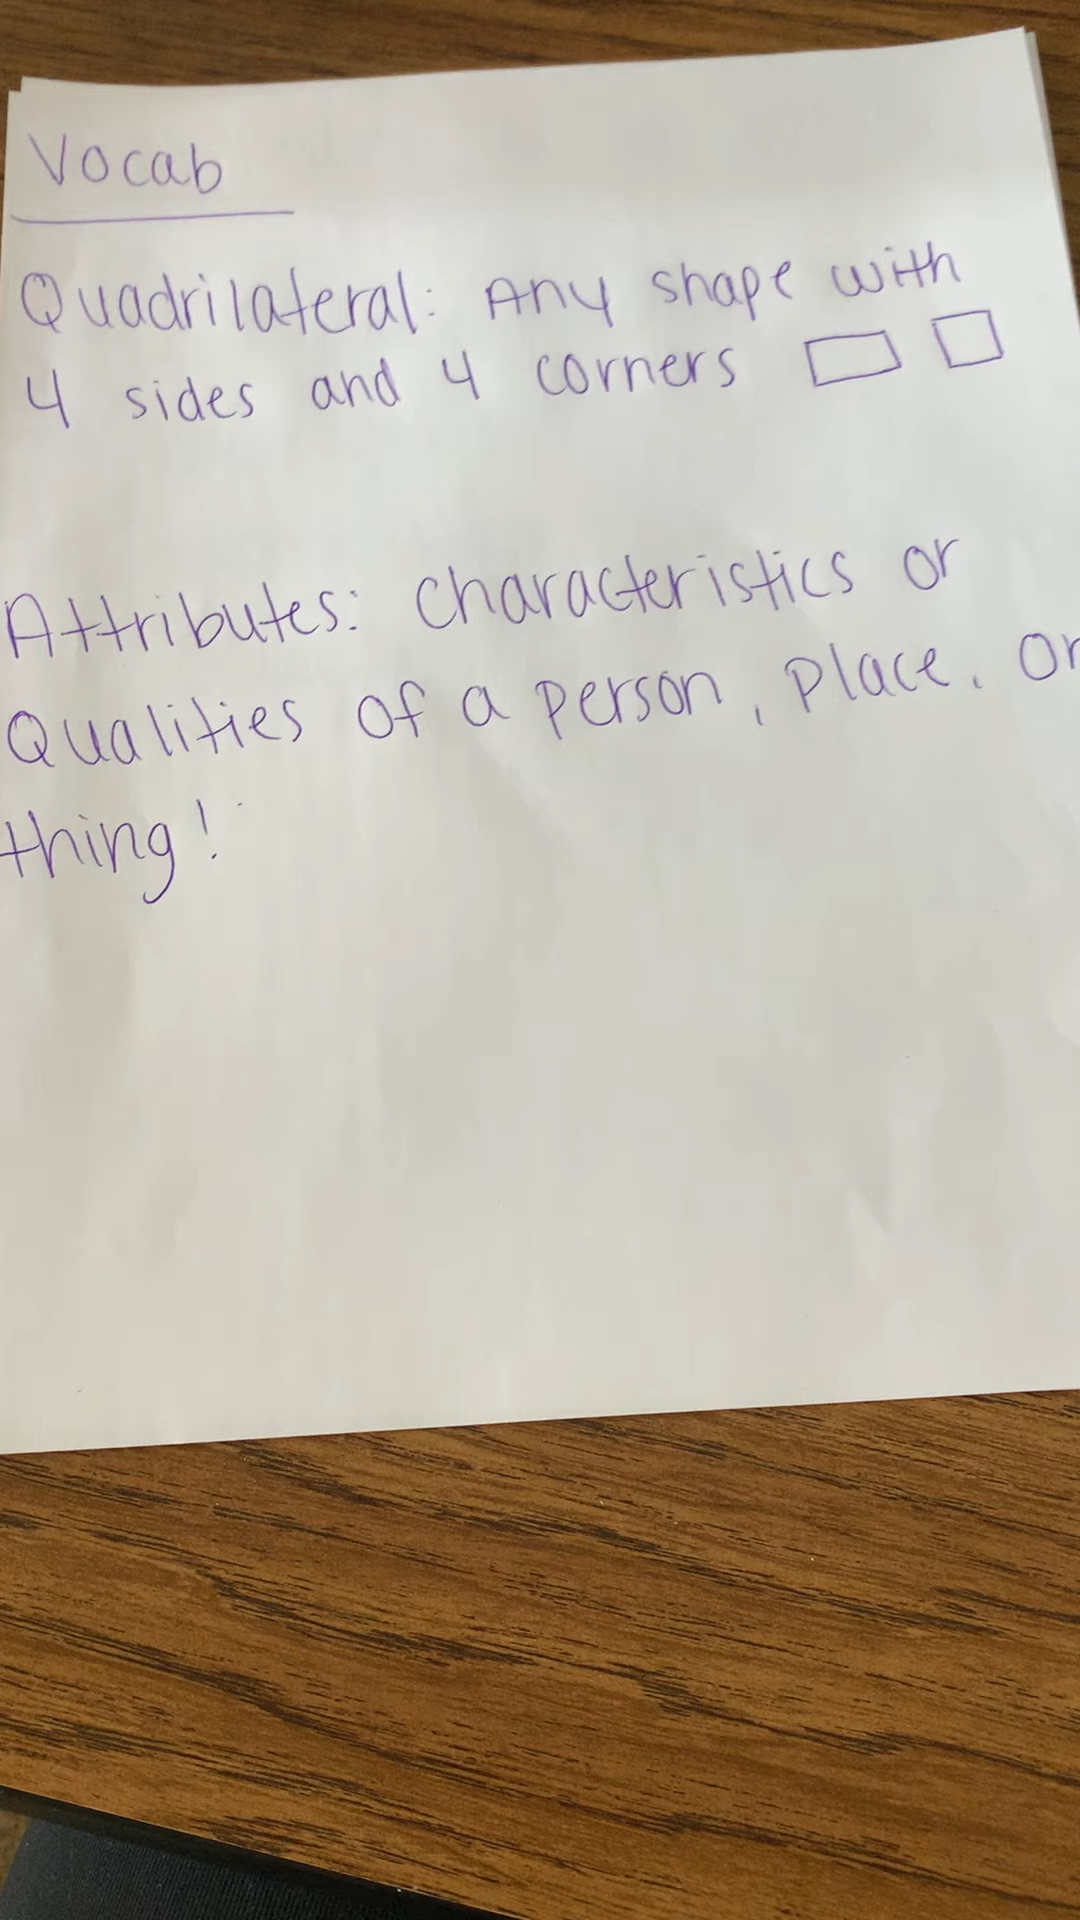 Vocab
Quadrilateral: Any shape with
4 sides and 4 corners
Attributes: characteristics or
Qualities of a person, place, or
thing!